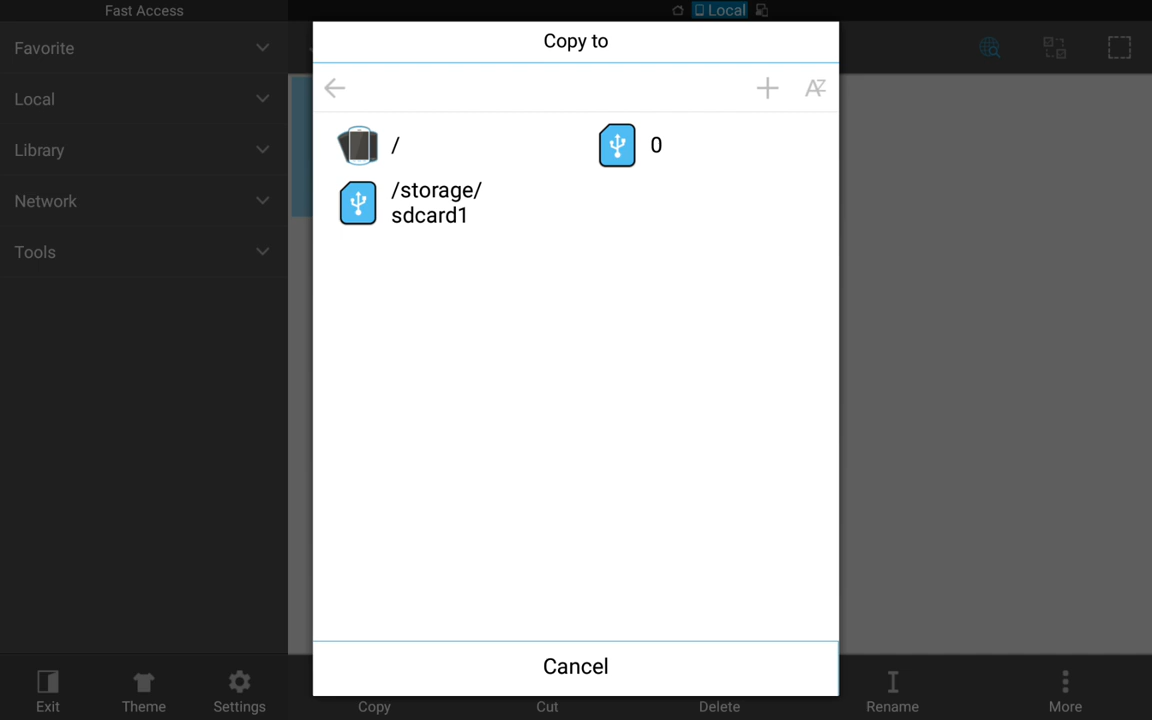 Fast Access
Local
Favorite
Local
Library
Network
Tools
Copy to
AZ
/
0
/storage/
sdcard1
Cancel
Exit
Theme
Settings
Copy
Cut
Delete
Rename
More